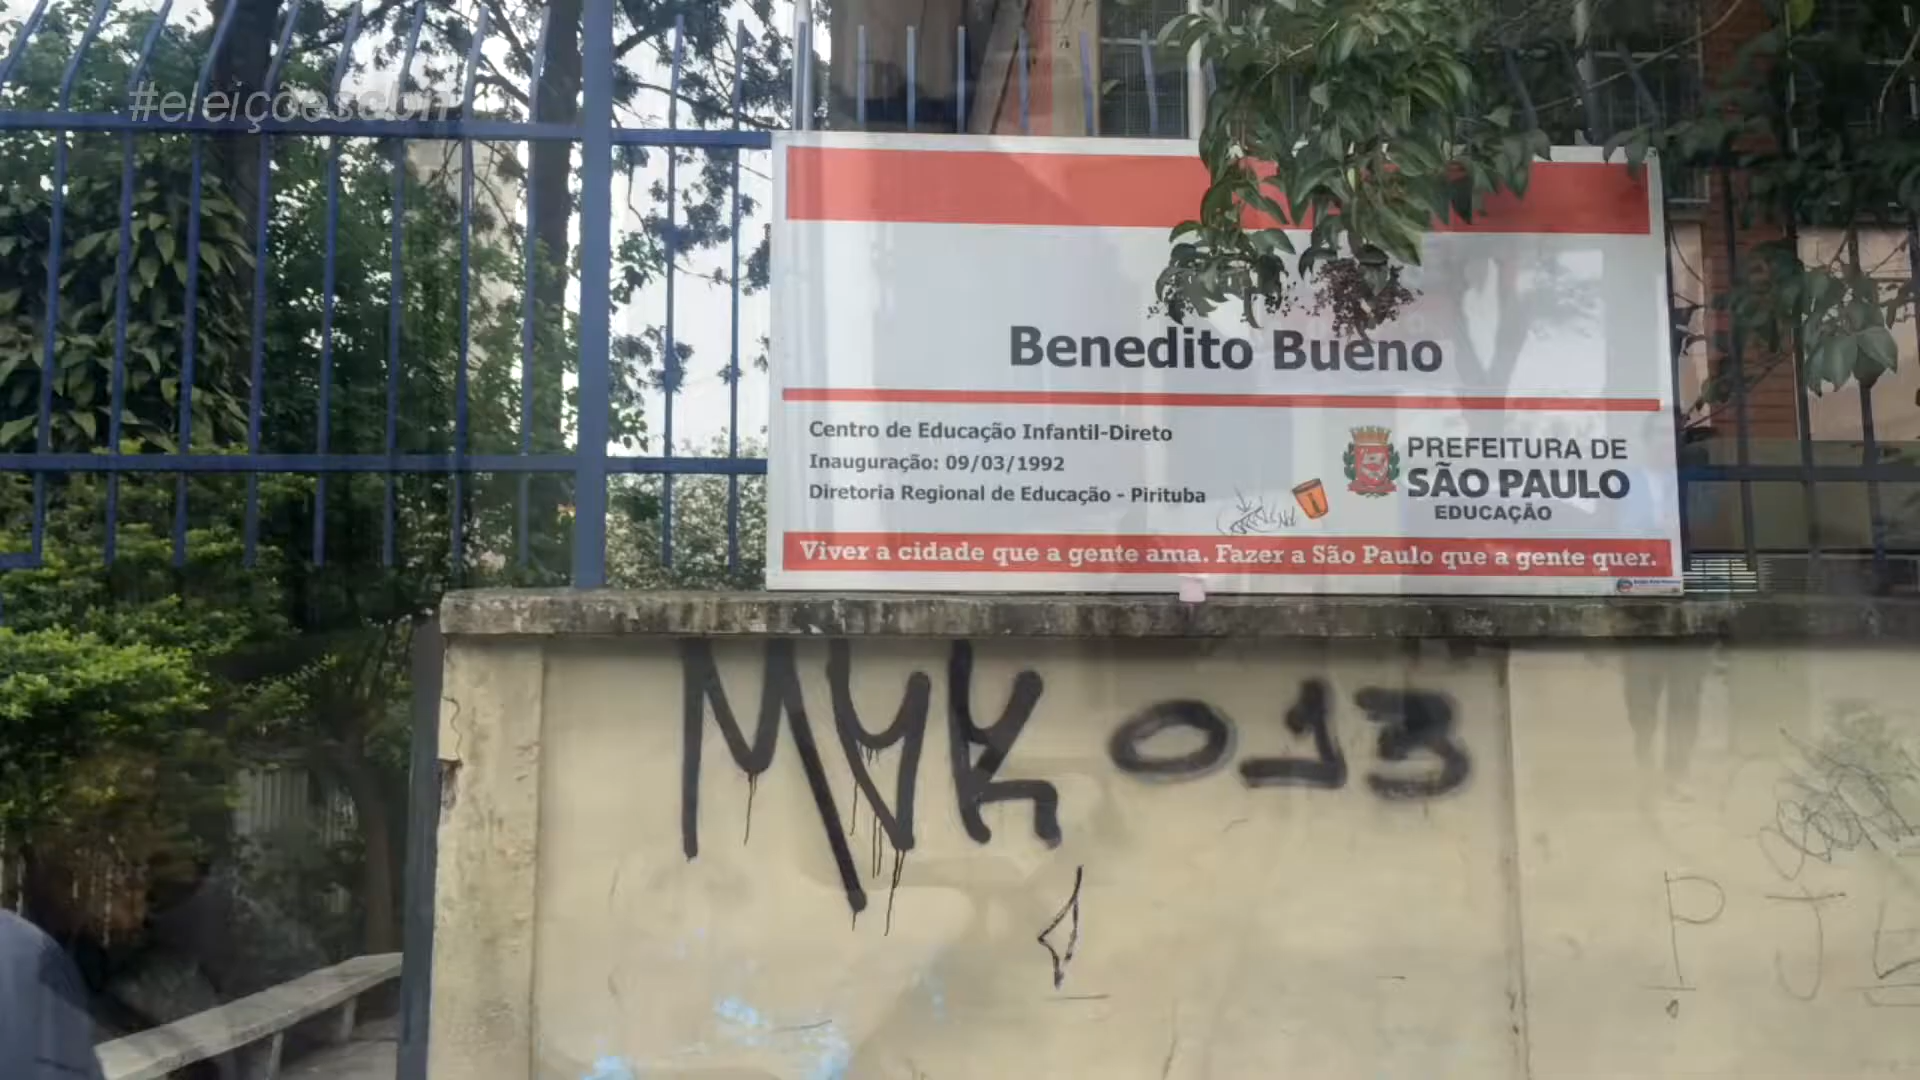 Benedito Bueno
Centro de Educação Infantil-Direto
Inauguração: 09/03/1992
Diretoria Regional de Educação - Pirituba
PREFEITURA DE
SÃO PAULO
EDUCAÇÃO
Viver a cidade que a gente ama. Fazer a São Paulo que a gente quer.
MYK 013